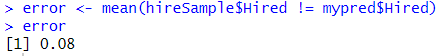 > error <- mean(hireSample$Hired != mypred$Hired)
> error
[1] 0.08